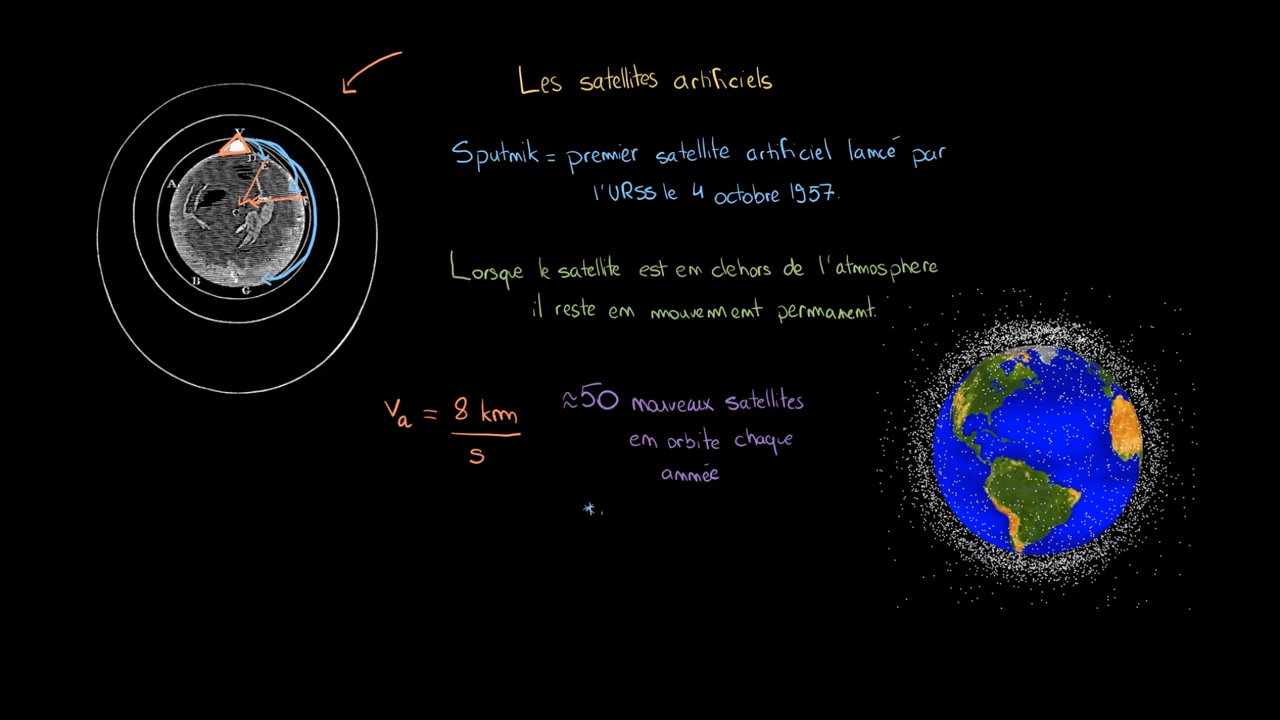 Les satellites artificiels
Sputnik = premier satellite artificiel lancé par
l'URSS le 4 octobre 1957.
Lorsque le satellite est en dehors de l'atmosphere
il reste en mouvement permanent.
Va = 8 km
s
≈50 nouveaux satellites
en orbite chaque
année
*.
V
D
E
A
C
B
G